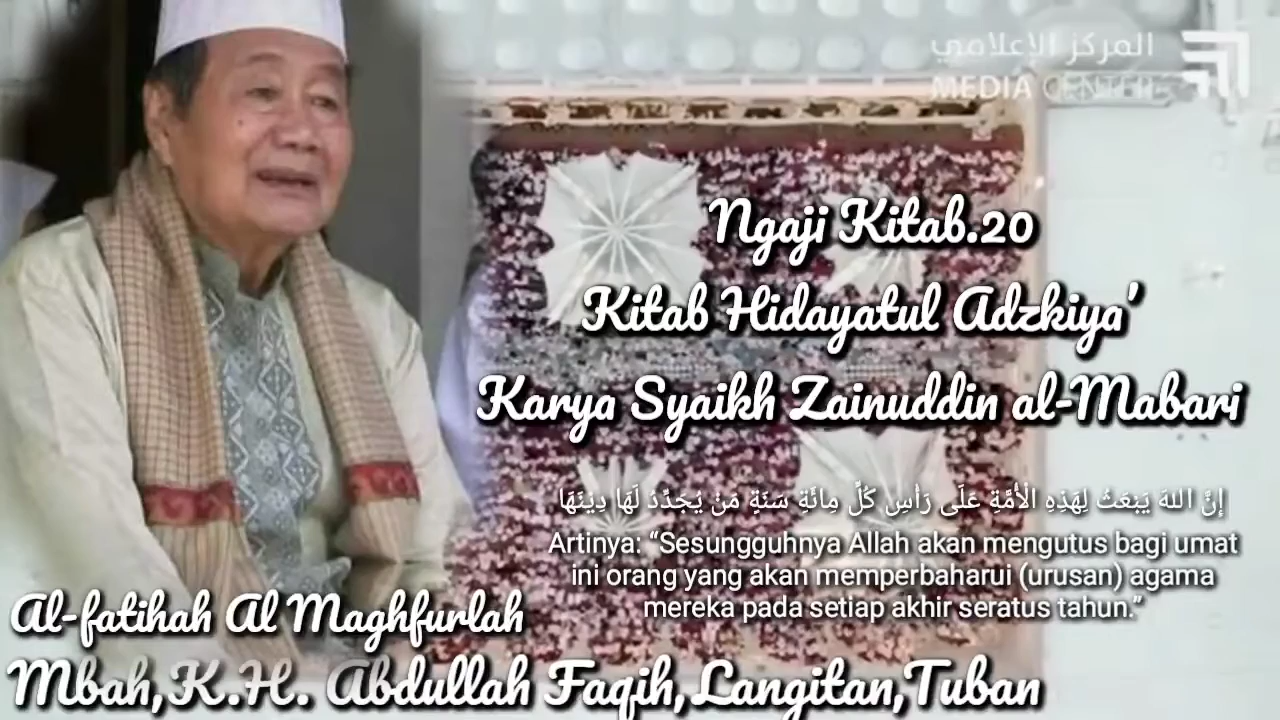 المركز الإعلامي
MEDIA CENTER
Ngaji Kitab.20
Kitab Hidayatul Adzkiya'
Karya Syaikh Zainuddin al-Mabari
إِنَّ اللهَ يَبْعَثُ لِهَذِهِ الْأُمَّةِ عَلَى رَأْسِ كُلِّ مِائَةِ سَنَةٍ مَنْ يُجَدِّدُ لَهَا دِيْنَهَا
Artinya: “Sesungguhnya Allah akan mengutus bagi umat
ini orang yang akan memperbaharui (urusan) agama
mereka pada setiap akhir seratus tahun.”
Al-fatihah Al Maghfurlah
Mbah,K.H. Abdullah Faqih,Langitan,Tuban